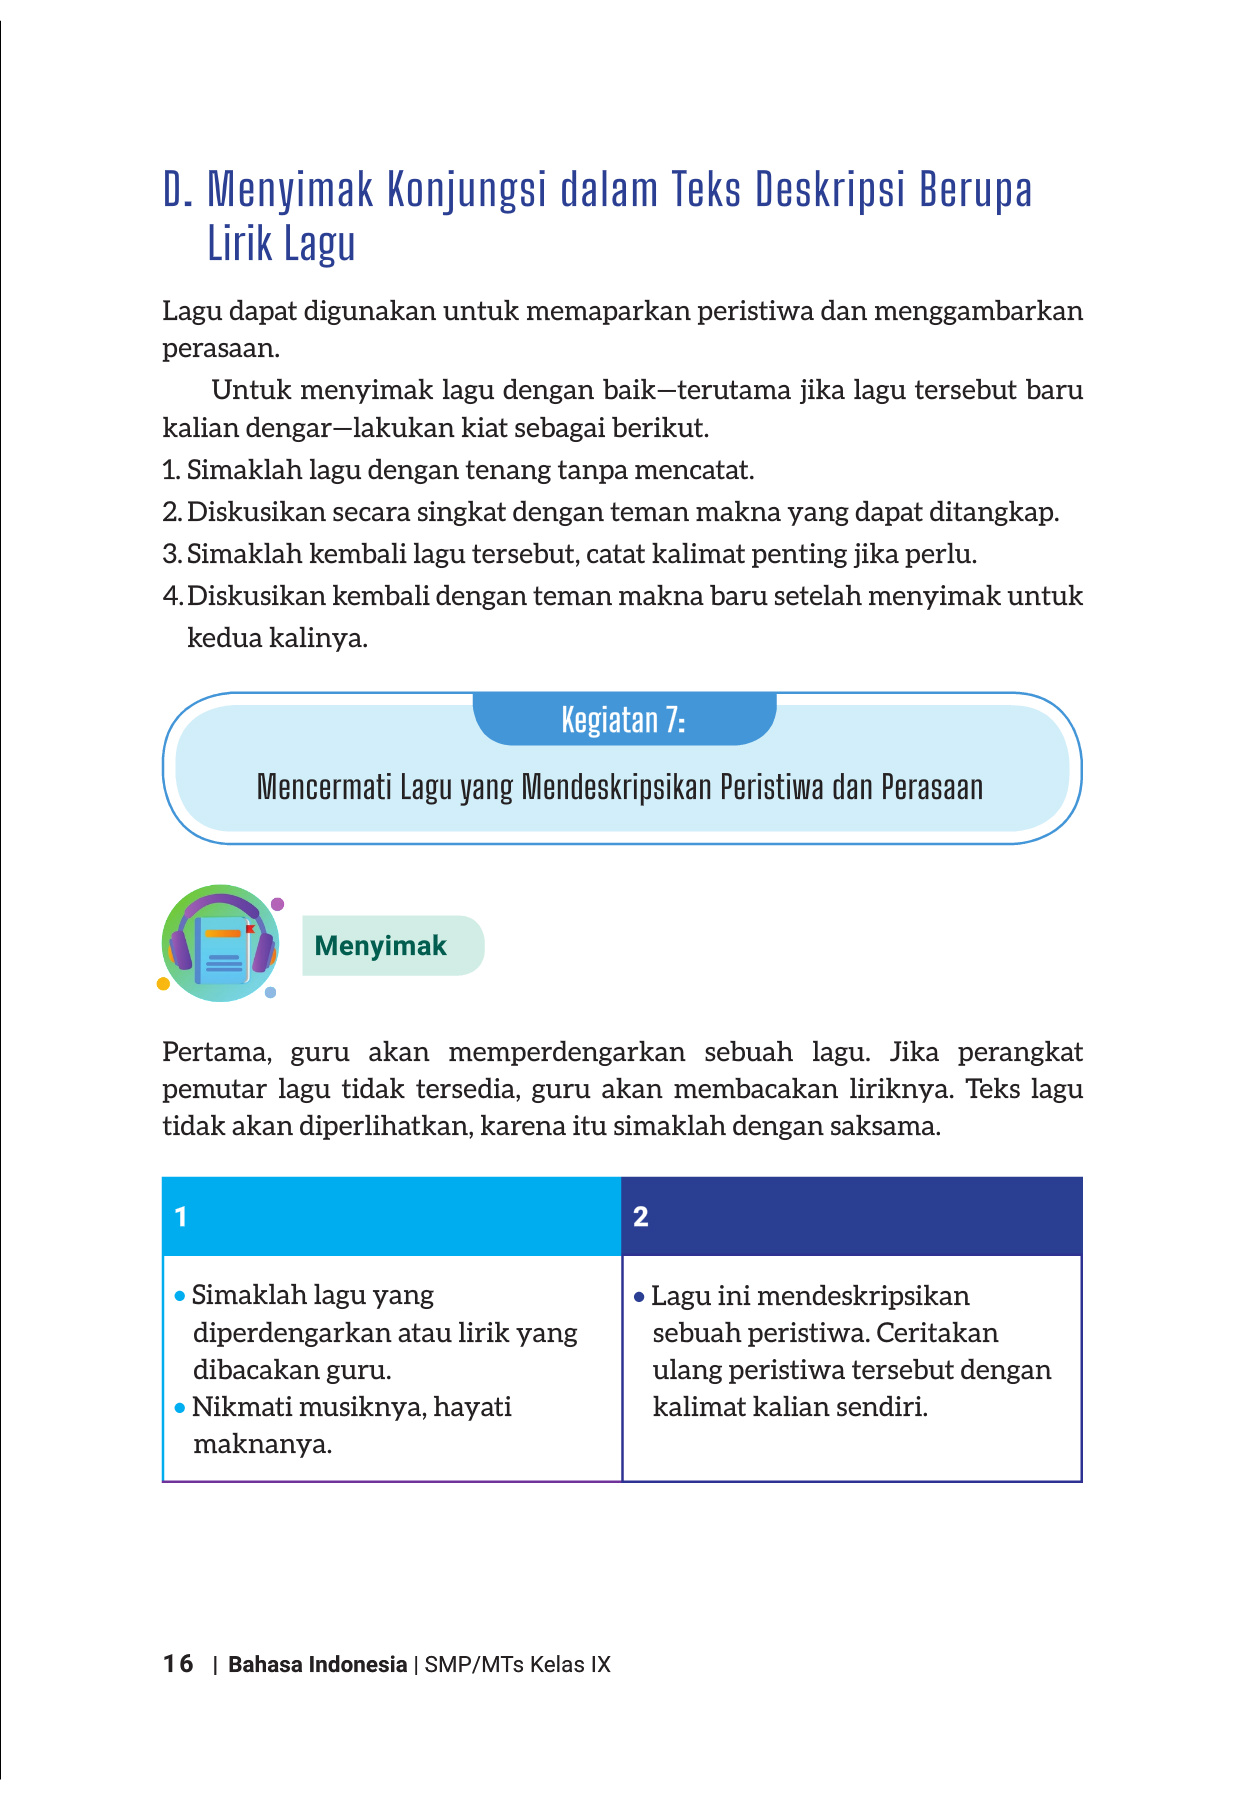 D. Menyimak Konjungsi dalam Teks Deskripsi Berupa
Lirik Lagu
Lagu dapat digunakan untuk memaparkan peristiwa dan menggambarkan
perasaan.
Untuk menyimak lagu dengan baik—terutama jika lagu tersebut baru
kalian dengar—lakukan kiat sebagai berikut.
1. Simaklah lagu dengan tenang tanpa mencatat.
2. Diskusikan secara singkat dengan teman makna yang dapat ditangkap.
3. Simaklah kembali lagu tersebut, catat kalimat penting jika perlu.
4. Diskusikan kembali dengan teman makna baru setelah menyimak untuk
kedua kalinya.
Kegiatan 7:
Mencermati Lagu yang Mendeskripsikan Peristiwa dan Perasaan
Menyimak
Pertama, guru akan memperdengarkan sebuah lagu. Jika perangkat
pemutar lagu tidak tersedia, guru akan membacakan liriknya. Teks lagu
tidak akan diperlihatkan, karena itu simaklah dengan saksama.
1
• Simaklah lagu yang
diperdengarkan atau lirik yang
dibacakan guru.
• Nikmati musiknya, hayati
maknanya.
2
• Lagu ini mendeskripsikan
sebuah peristiwa. Ceritakan
ulang peristiwa tersebut dengan
kalimat kalian sendiri.
16 | Bahasa Indonesia | SMP/MTs Kelas IX